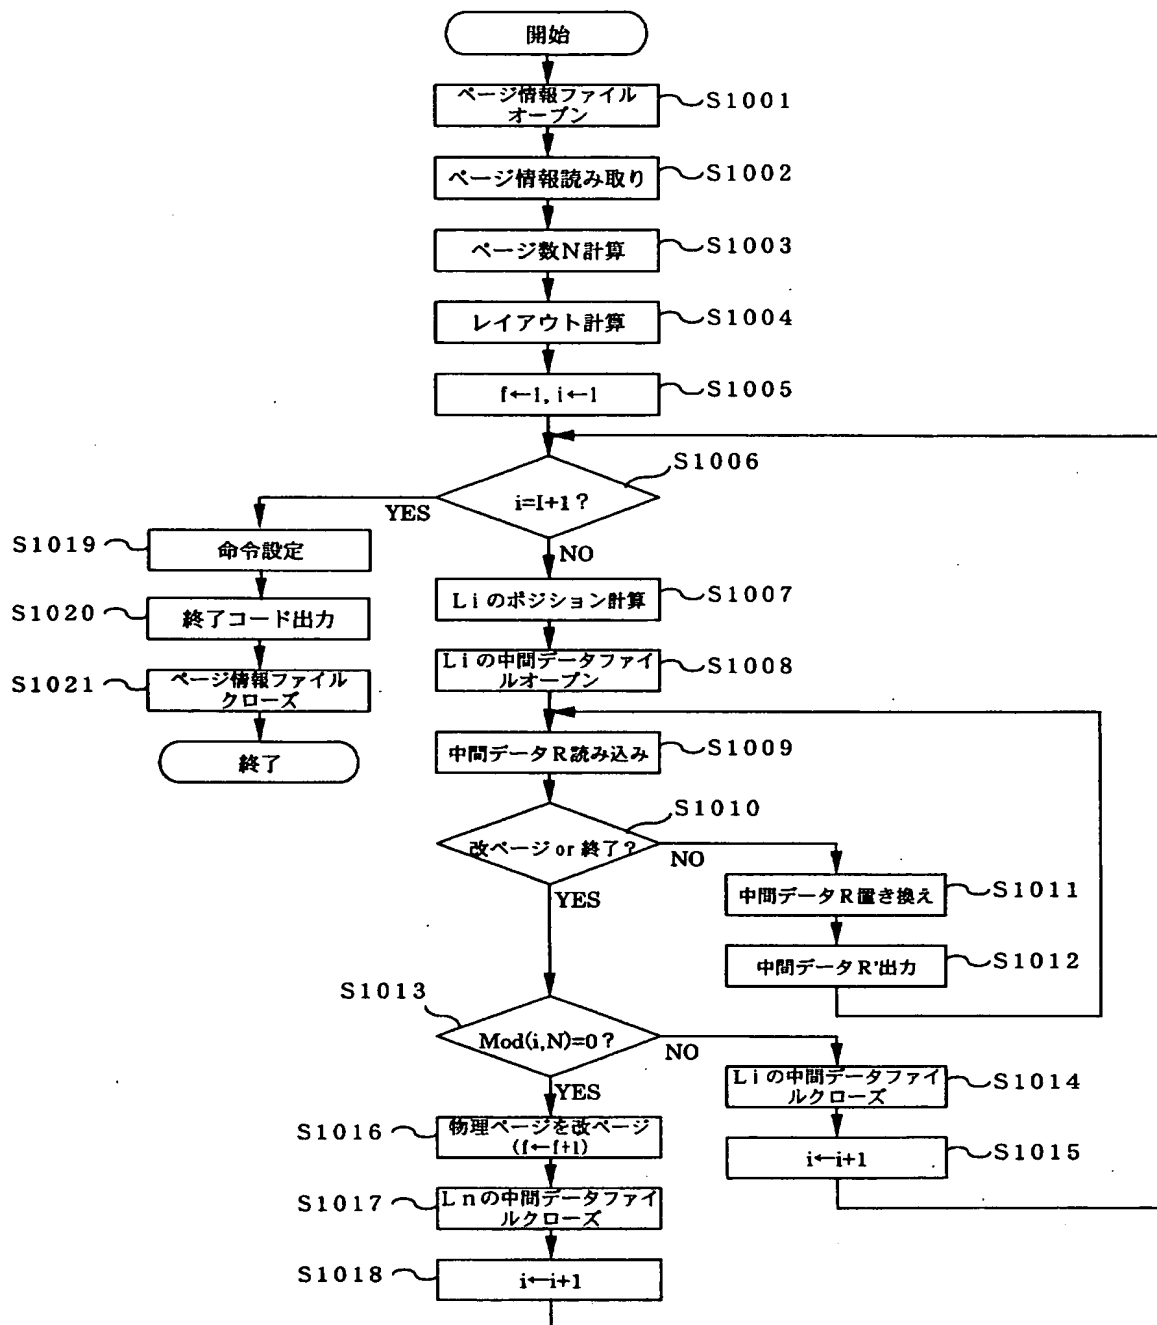 開始
ページ情報ファイル
オープン
S1001
ページ情報読み取り
S1002
ページ数N計算
S1003
レイアウト計算
S1004
f←1, i←1
S1005
S1006
i=I+1?
YES
NO
S1019
命令設定
S1020
終了コード出力
S1021
ページ情報ファイル
クローズ
終了
Liのポジション計算
S1007
Liの中間データファイ
ルオープン
S1008
中間データR読み込み
S1009
S1010
改ページ or 終了?
NO
YES
中間データR置き換え
S1011
中間データR'出力
S1012
S1013
Mod(i,N)=0?
NO
YES
Liの中間データファイ
ルクローズ
S1014
i←i+1
S1015
S1016
物理ページを改ページ
(f←f+1)
S1017
Lnの中間データファイ
ルクローズ
S1018
i←i+1